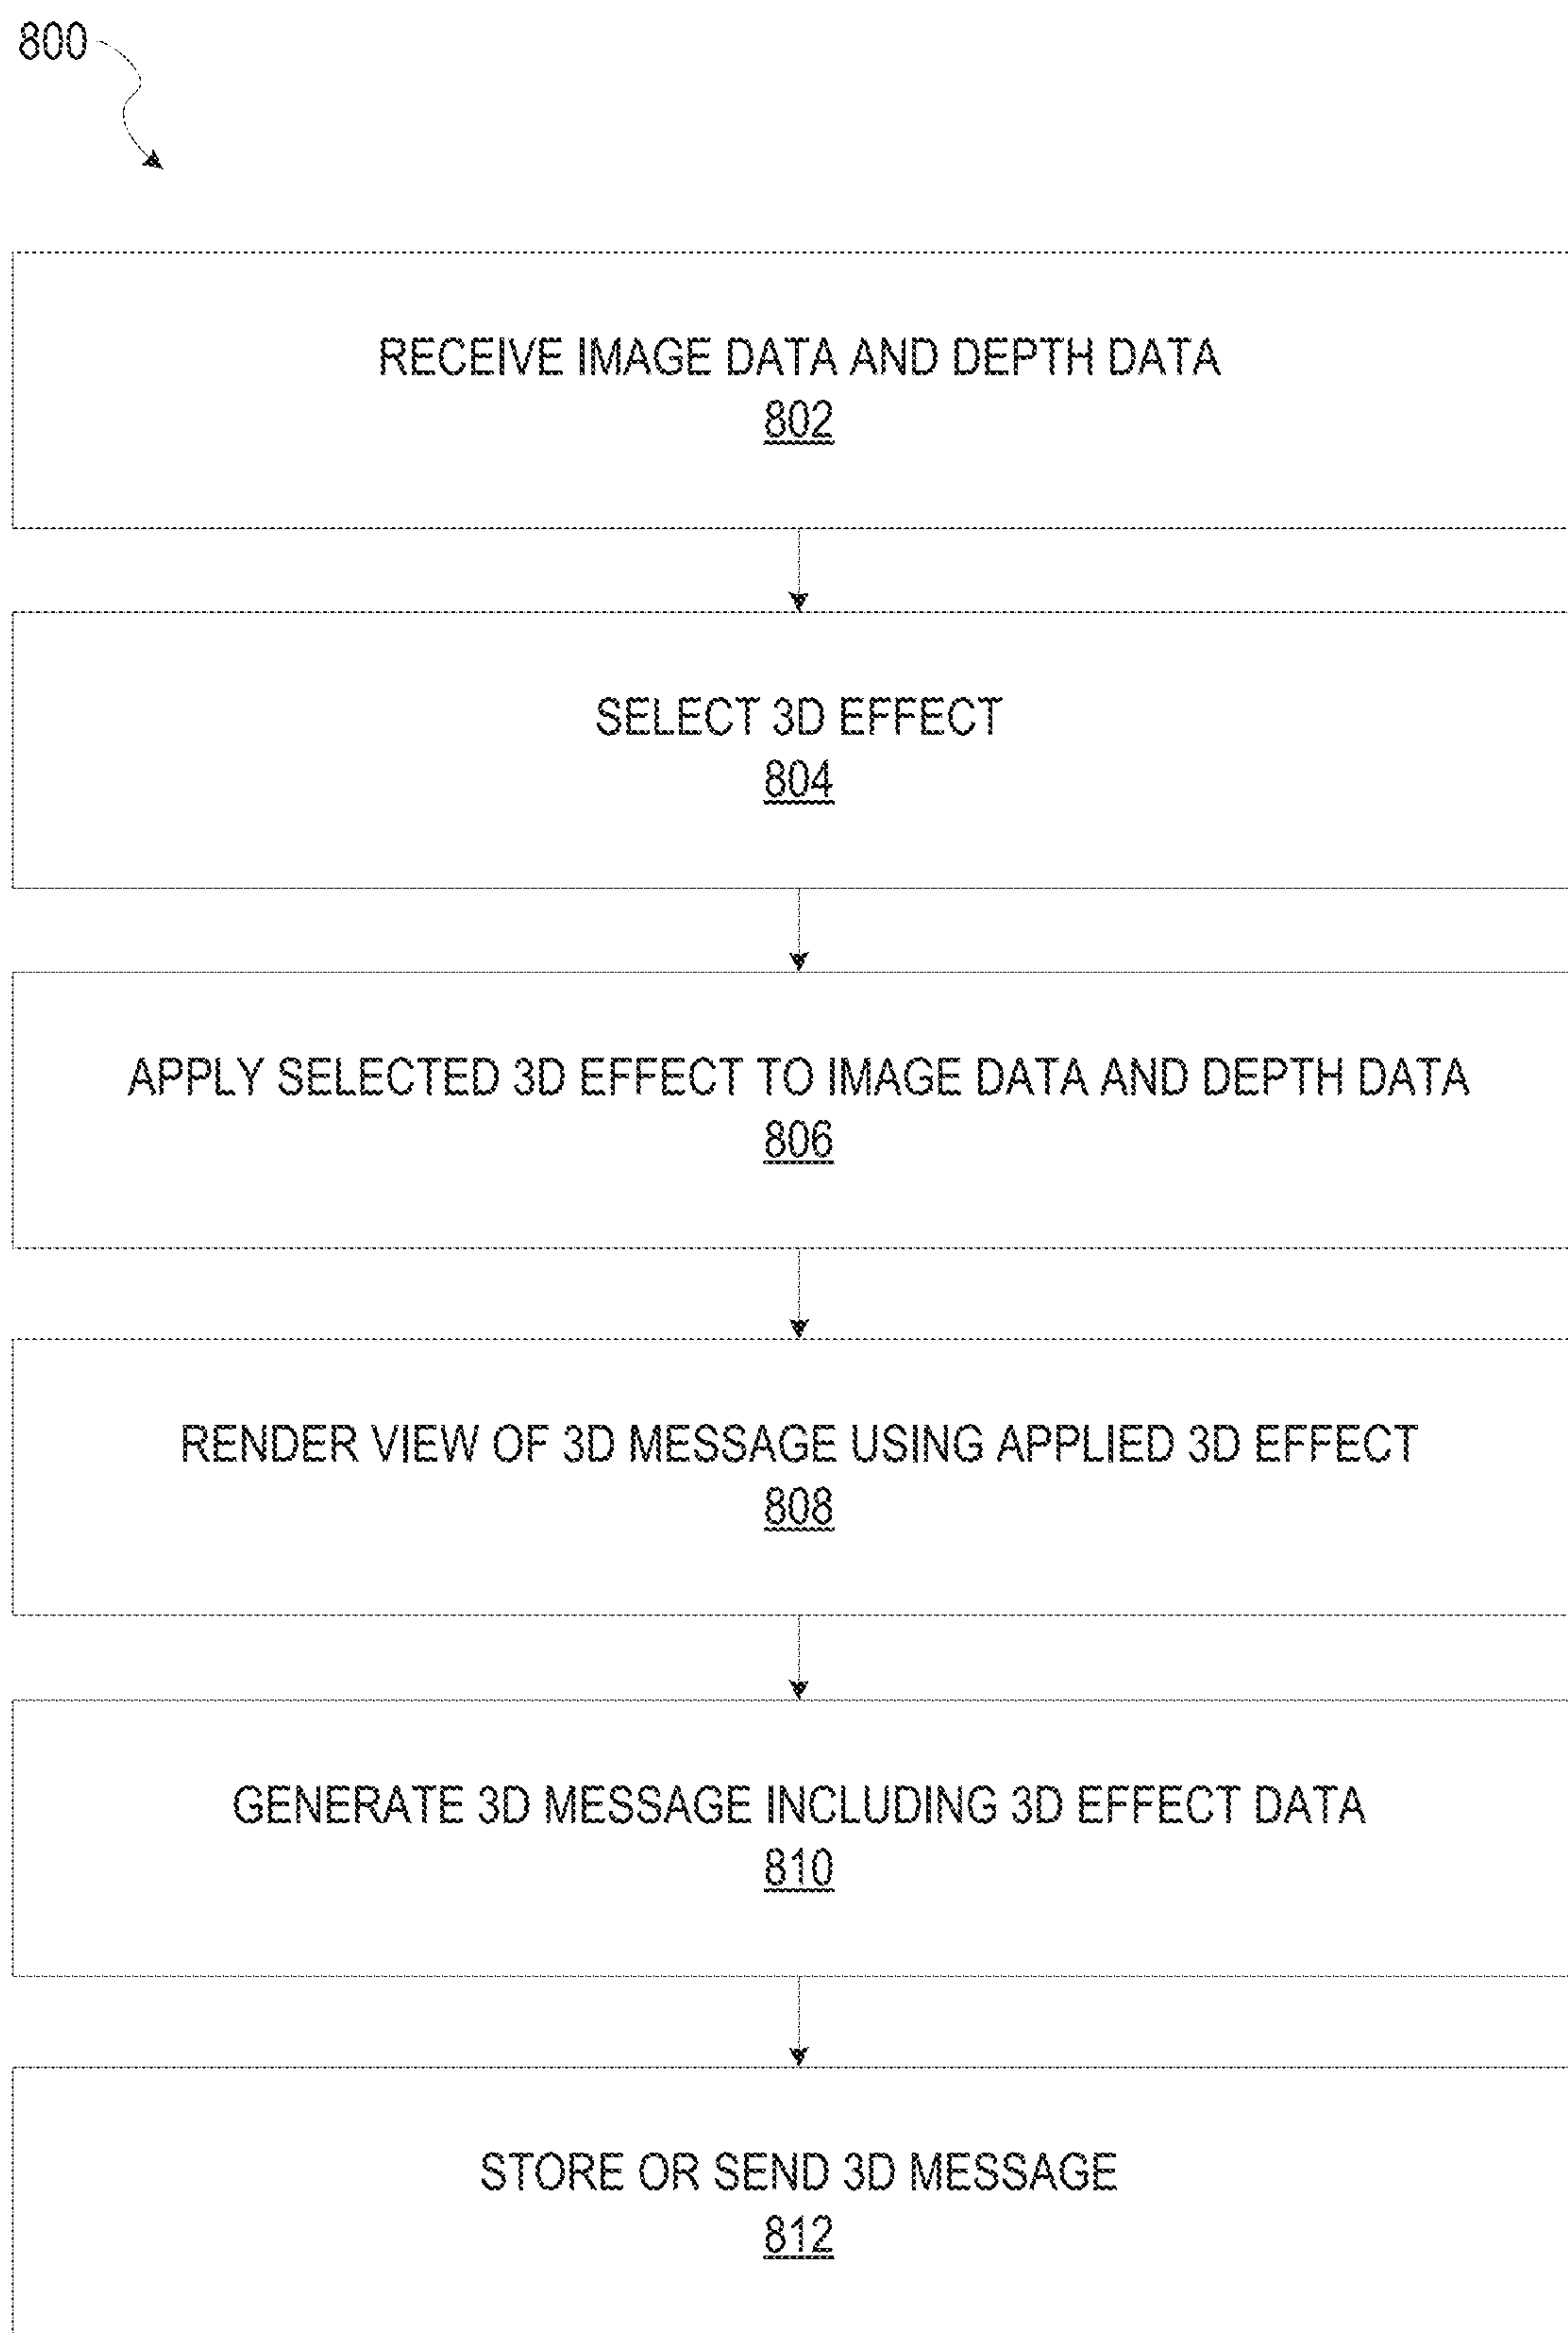 800
RECEIVE IMAGE DATA AND DEPTH DATA
802
SELECT 3D EFFECT
804
APPLY SELECTED 3D EFFECT TO IMAGE DATA AND DEPTH DATA
806
RENDER VIEW OF 3D MESSAGE USING APPLIED 3D EFFECT
808
GENERATE 3D MESSAGE INCLUDING 3D EFFECT DATA
810
STORE OR SEND 3D MESSAGE
812